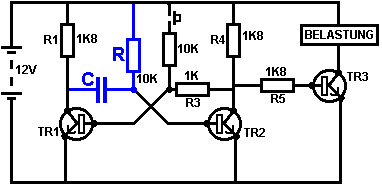 R1
1K8
R
10K
R4
1K8
BELASTUNG
12V
C
10K
1K
R3
1K8
R5
TR3
TR1
TR2